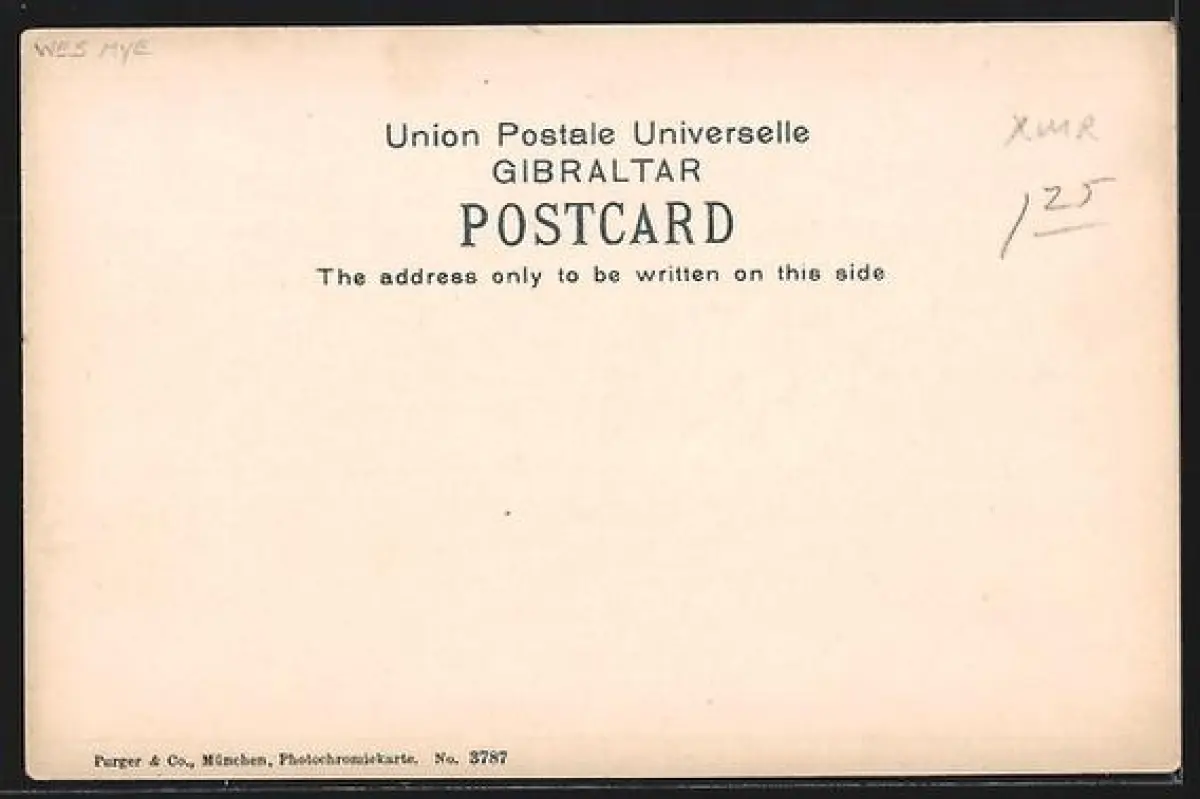 WES MYE
Union Postale Universelle
GIBRALTAR
XMR
POSTCARD
1 25
The address only to be written on this side
Purger & Co., München, Photochromiekarte. No. 3787